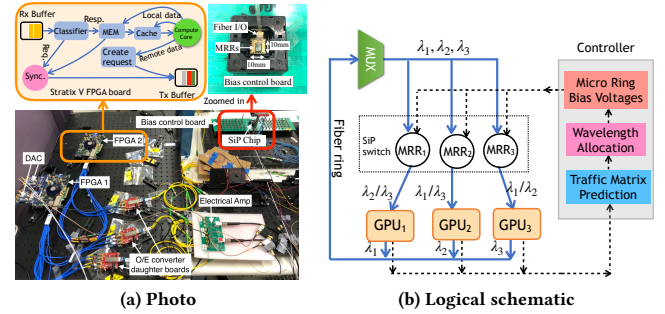 Rx Buffer
Resp.
Local data
Classifier
MEM
Cache
Compute
Core
Req.
Create
request
Remote data
Sync.
Tx Buffer
Stratix V FPGA board
Fiber I/O
MRRs
10mm
10mm
Bias control board
Zoomed in
Bias control board
SiP Chip
FPGA 2
DAC
FPGA 1
Electrical Amp
O/E converter
daughter boards
(a) Photo
MUX
λ1, λ2, λ3
Fiber ring
SiP
switch
MRR1
MRR2
MRR3
λ2/λ3
λ1/λ3
λ1/λ2
GPU1
GPU2
GPU3
λ1
λ2
λ3
Controller
Micro Ring
Bias Voltages
Wavelength
Allocation
Traffic Matrix
Prediction
(b) Logical schematic